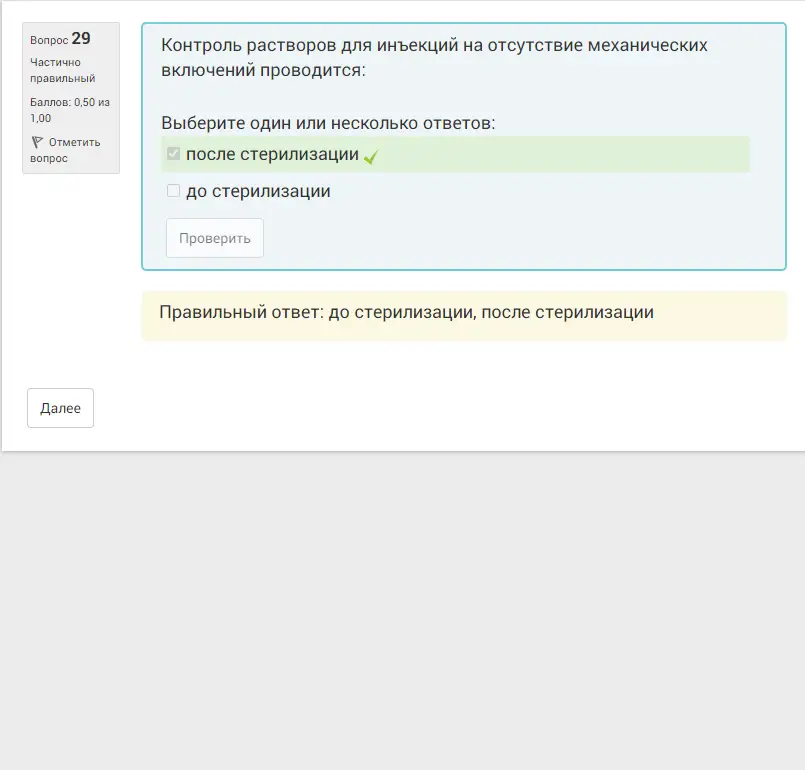 Вопрос 29
Частично
правильный
Баллов: 0,50 из
1,00
Отметить
вопрос
Контроль растворов для инъекций на отсутствие механических
включений проводится:
Выберите один или несколько ответов:
после стерилизации
до стерилизации
Проверить
Правильный ответ: до стерилизации, после стерилизации
Далее